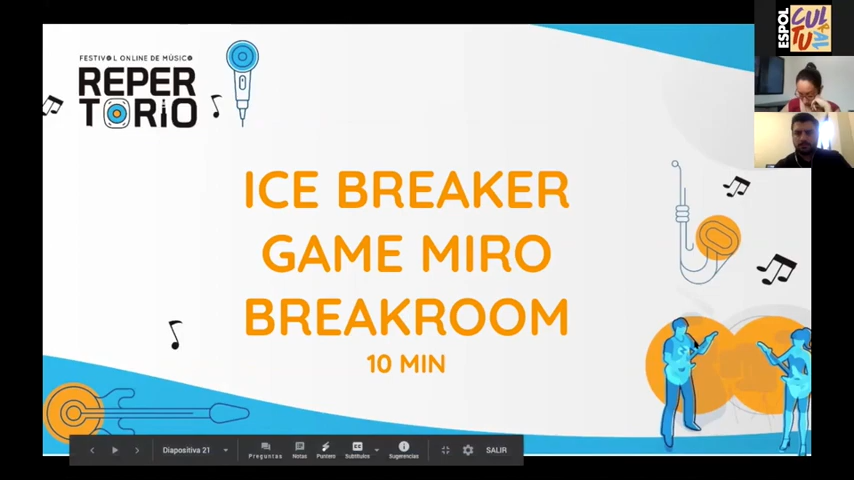 FESTIVAL ONLINE DE MÚSICA
REPER
TORIO
ESPOL
CUL
TU
RAL
ICE BREAKER
GAME MIRO
BREAKROOM
10 MIN
Diapositiva 21
Preguntas
Notas
Puntero
Subtítulos
Sugerencias
SALIR